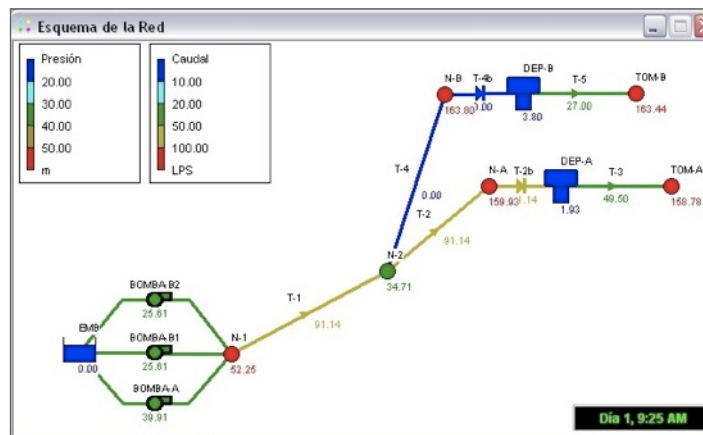 Esquema de la Red
Presión
20.00
30.00
40.00
50.00
m
Caudal
10.00
20.00
50.00
100.00
LPS
DEP-B
N-B
T-4b
T-5
TOM-B
163.80
0.00
3.80
27.00
163.44
DEP-A
T-4
N-A
T-2b
T-3
TOM-A
0.00
159.93
1.14
1.93
49.50
158.78
T-2
91.14
N-2
34.71
BOMBA-B2
25.61
T-1
91.14
EMB
0.00
BOMBA-B1
25.61
N-1
52.25
BOMBA-A
39.91
Día 1, 9:25 AM